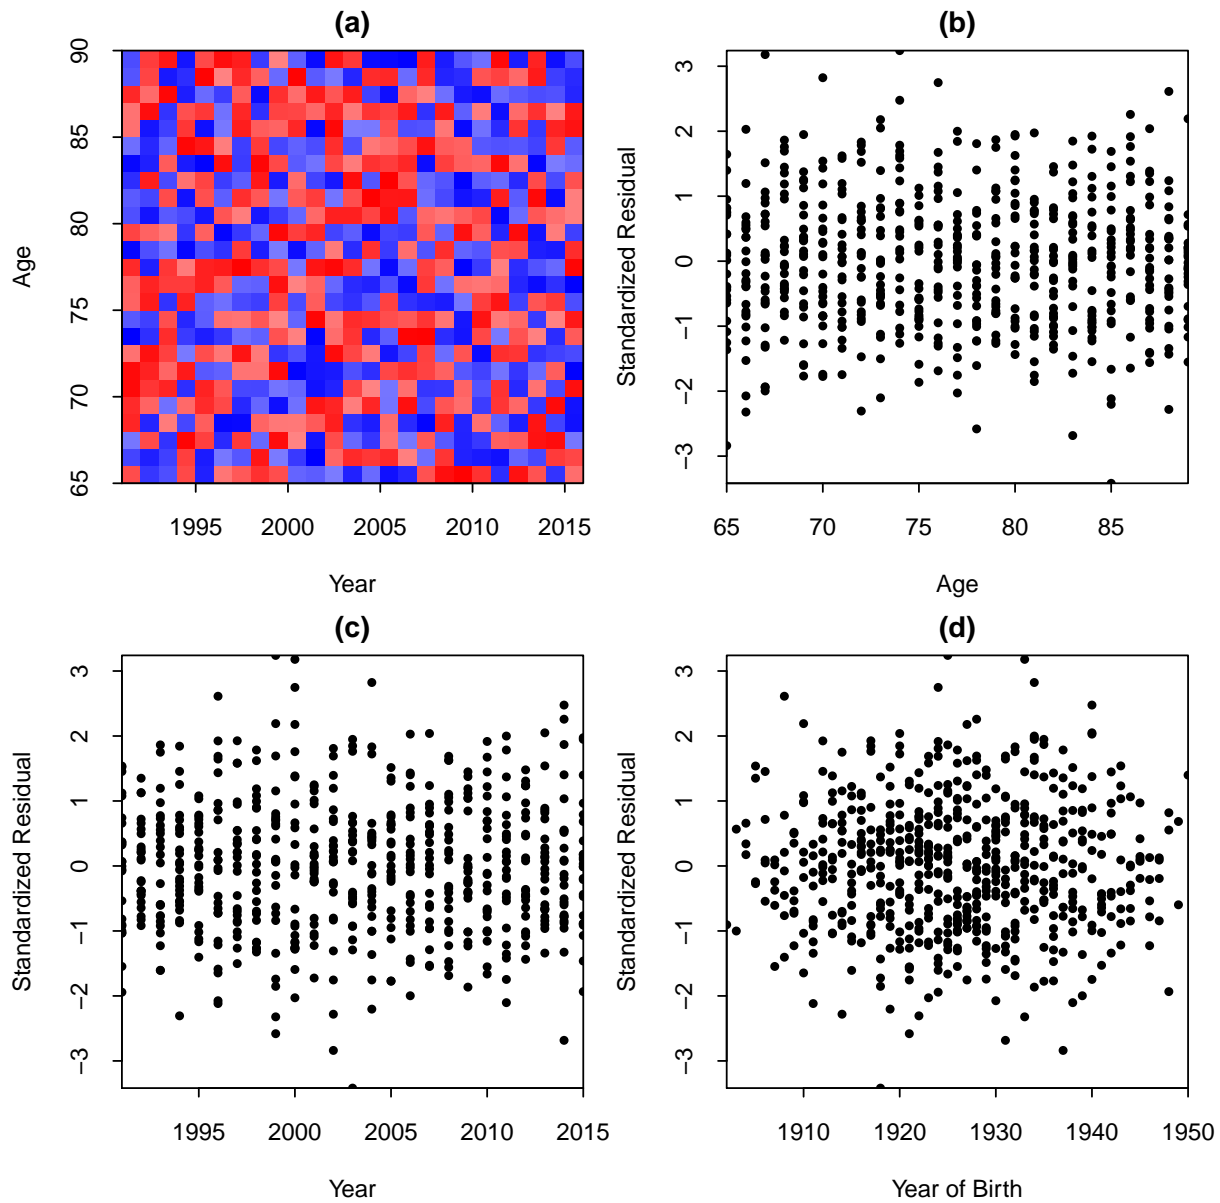 (a)
Age
90
85
80
75
70
65
1995 2000 2005 2010 2015
Year
(b)
Standardized Residual
3
2
1
0
−1
−2
−3
65 70 75 80 85
Age
(c)
Standardized Residual
3
2
1
0
−1
−2
−3
1995 2000 2005 2010 2015
Year
(d)
Standardized Residual
3
2
1
0
−1
−2
−3
1910 1920 1930 1940 1950
Year of Birth